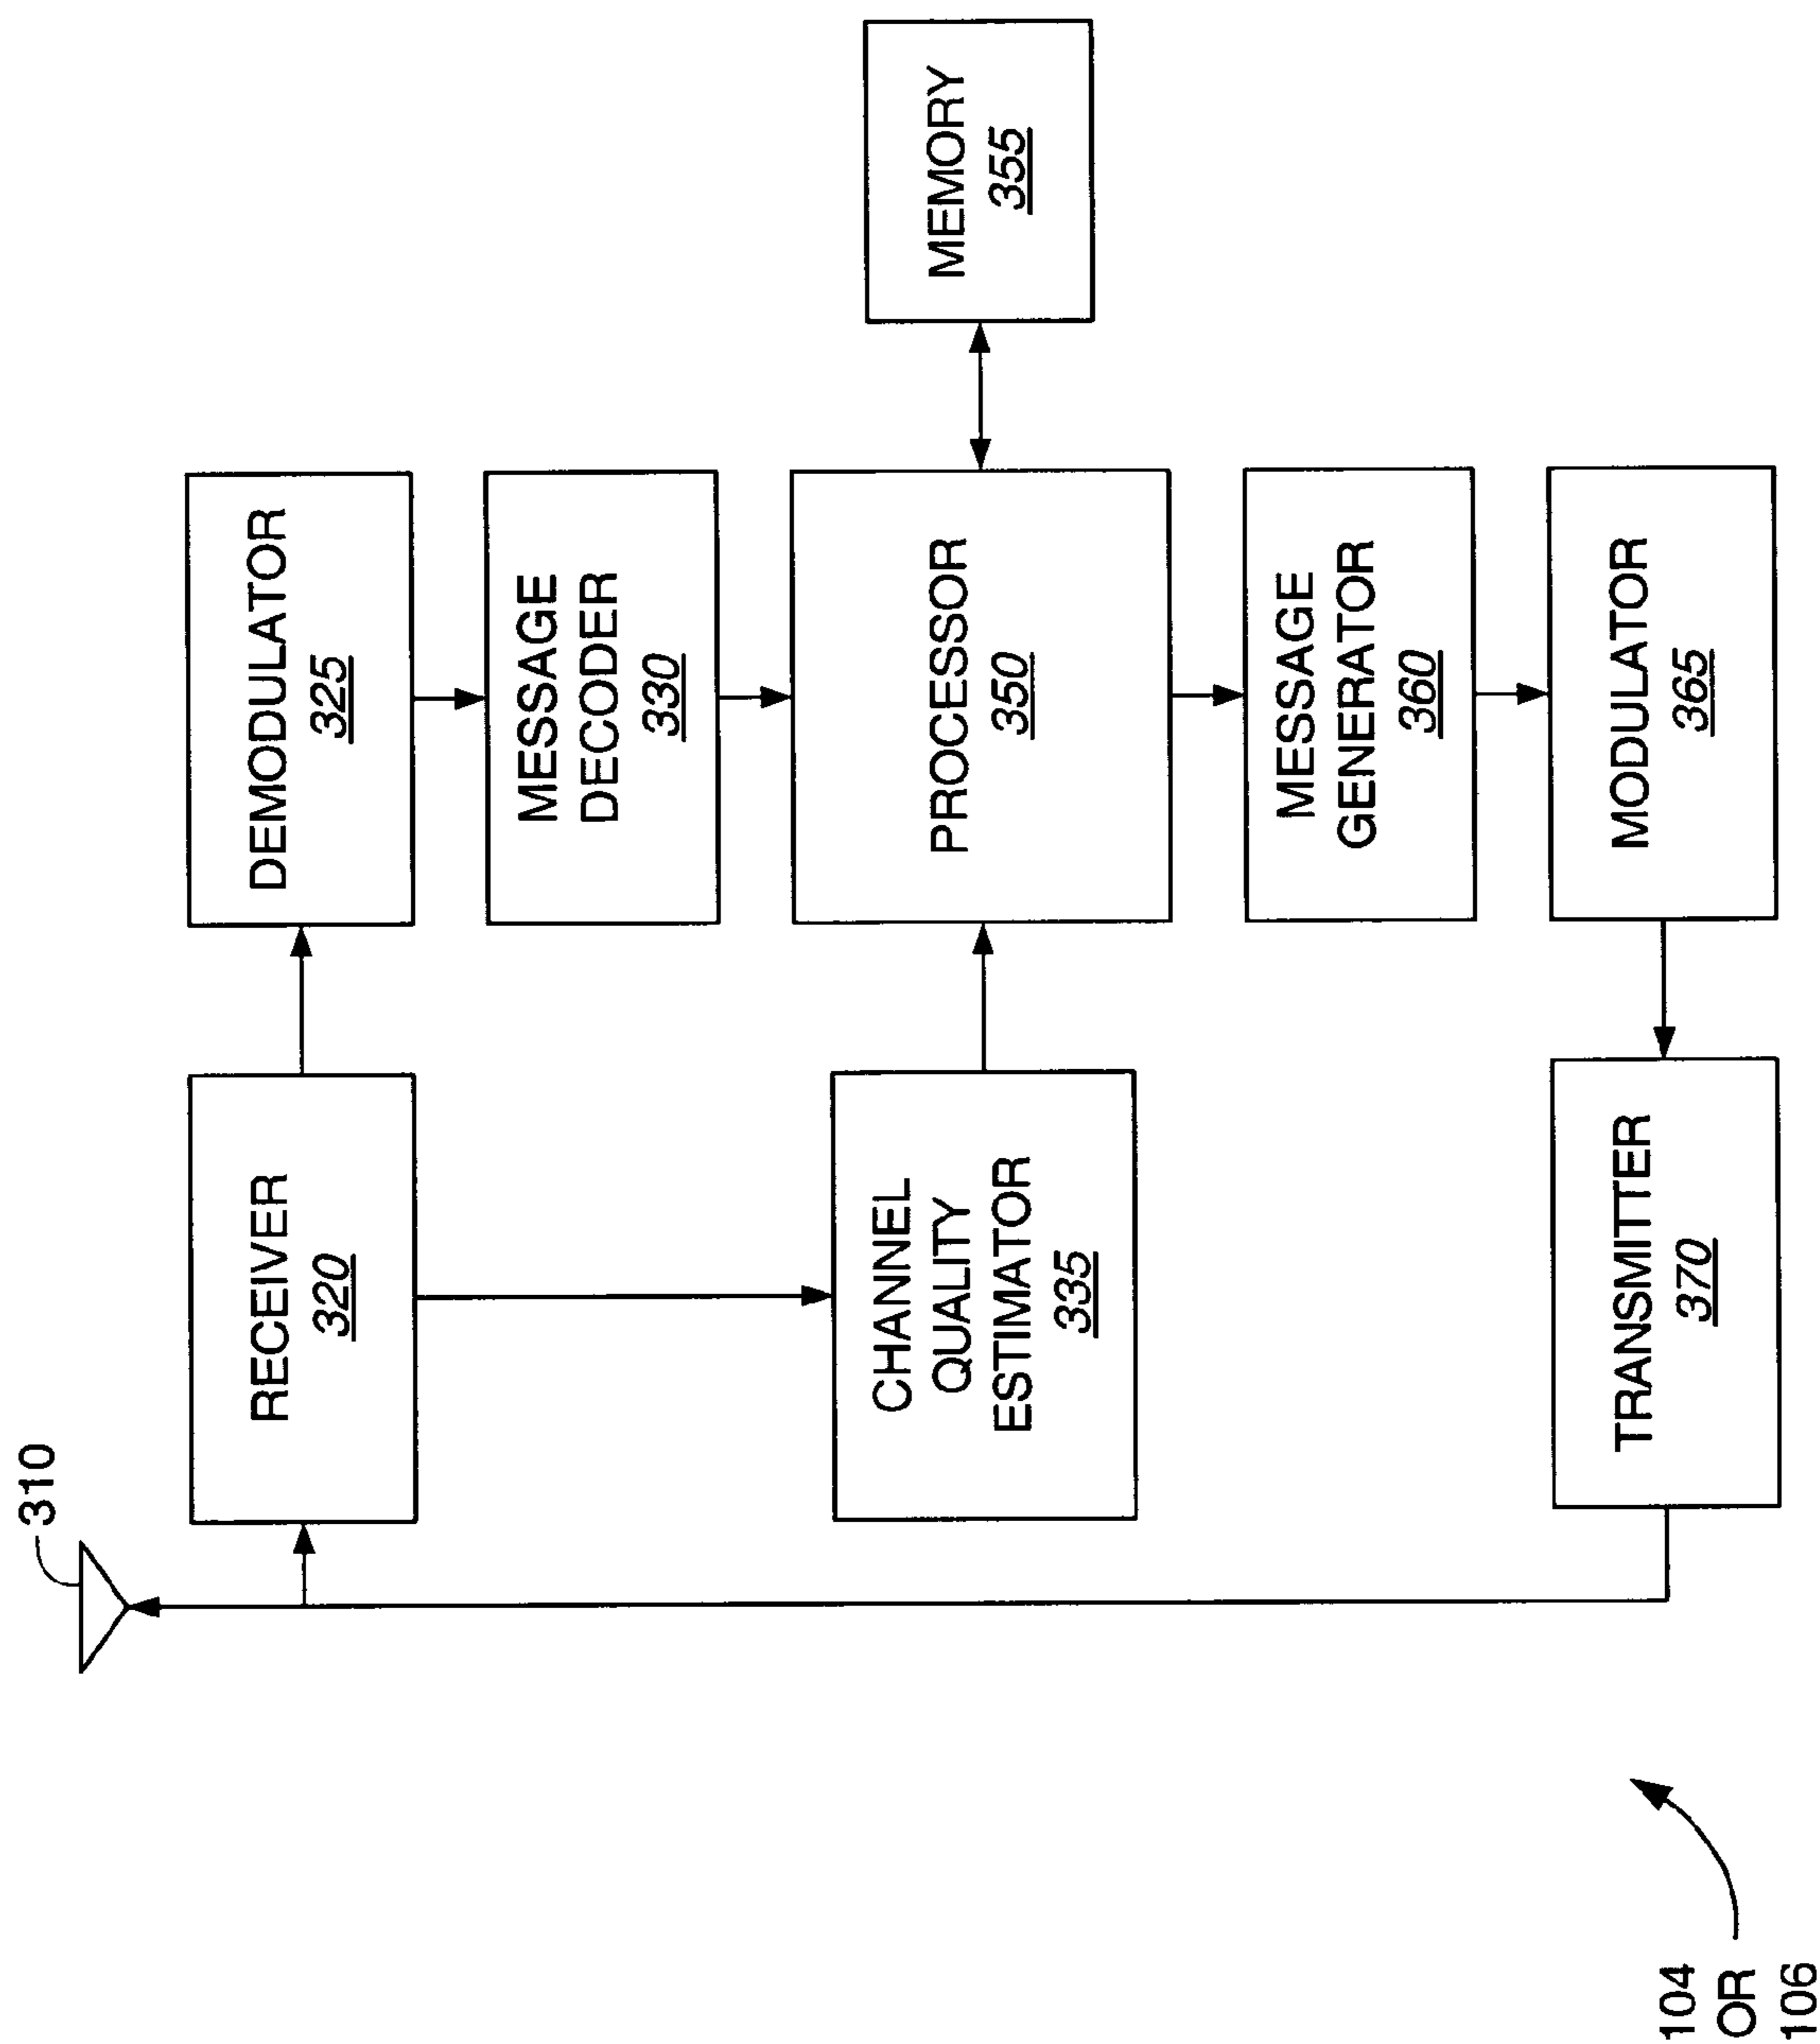 310
RECEIVER
320
DEMODULATOR
325
MESSAGE
DECODER
330
CHANNEL
QUALITY
ESTIMATOR
335
PROCESSOR
350
MEMORY
355
MESSAGE
GENERATOR
360
TRANSMITTER
370
MODULATOR
365
104
OR
106